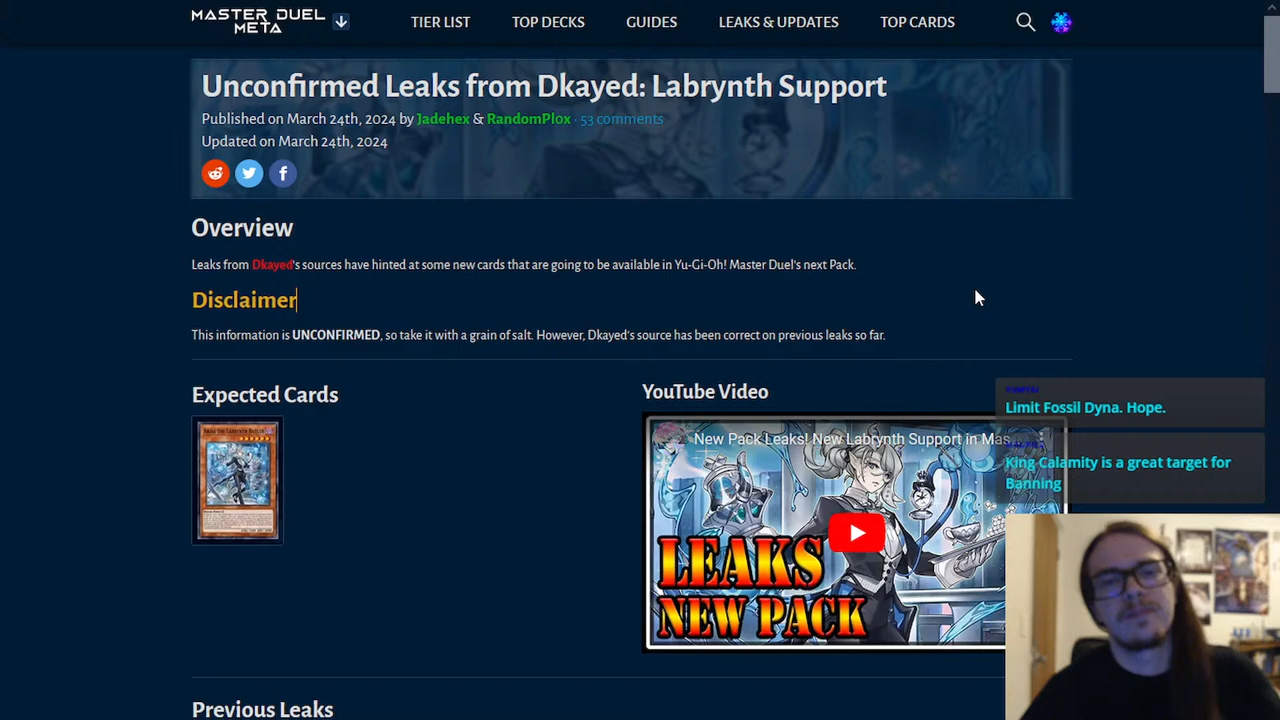 MASTER DUEL
META
TIER LIST
TOP DECKS
GUIDES
LEAKS & UPDATES
TOP CARDS
Unconfirmed Leaks from Dkayed: Labrynth Support
Published on March 24th, 2024 by Jadehex & RandomPl0x · 53 comments
Updated on March 24th, 2024
Overview
Leaks from Dkayed's sources have hinted at some new cards that are going to be available in Yu-Gi-Oh! Master Duel's next Pack.
Disclaimer
This information is UNCONFIRMED, so take it with a grain of salt. However, Dkayed's source has been correct on previous leaks so far.
Expected Cards
YouTube Video
New Pack Leaks! New Labrynth Support in Mas...
LEAKS
NEW PACK
Limit Fossil Dyna. Hope.
King Calamity is a great target for
Banning
Previous Leaks